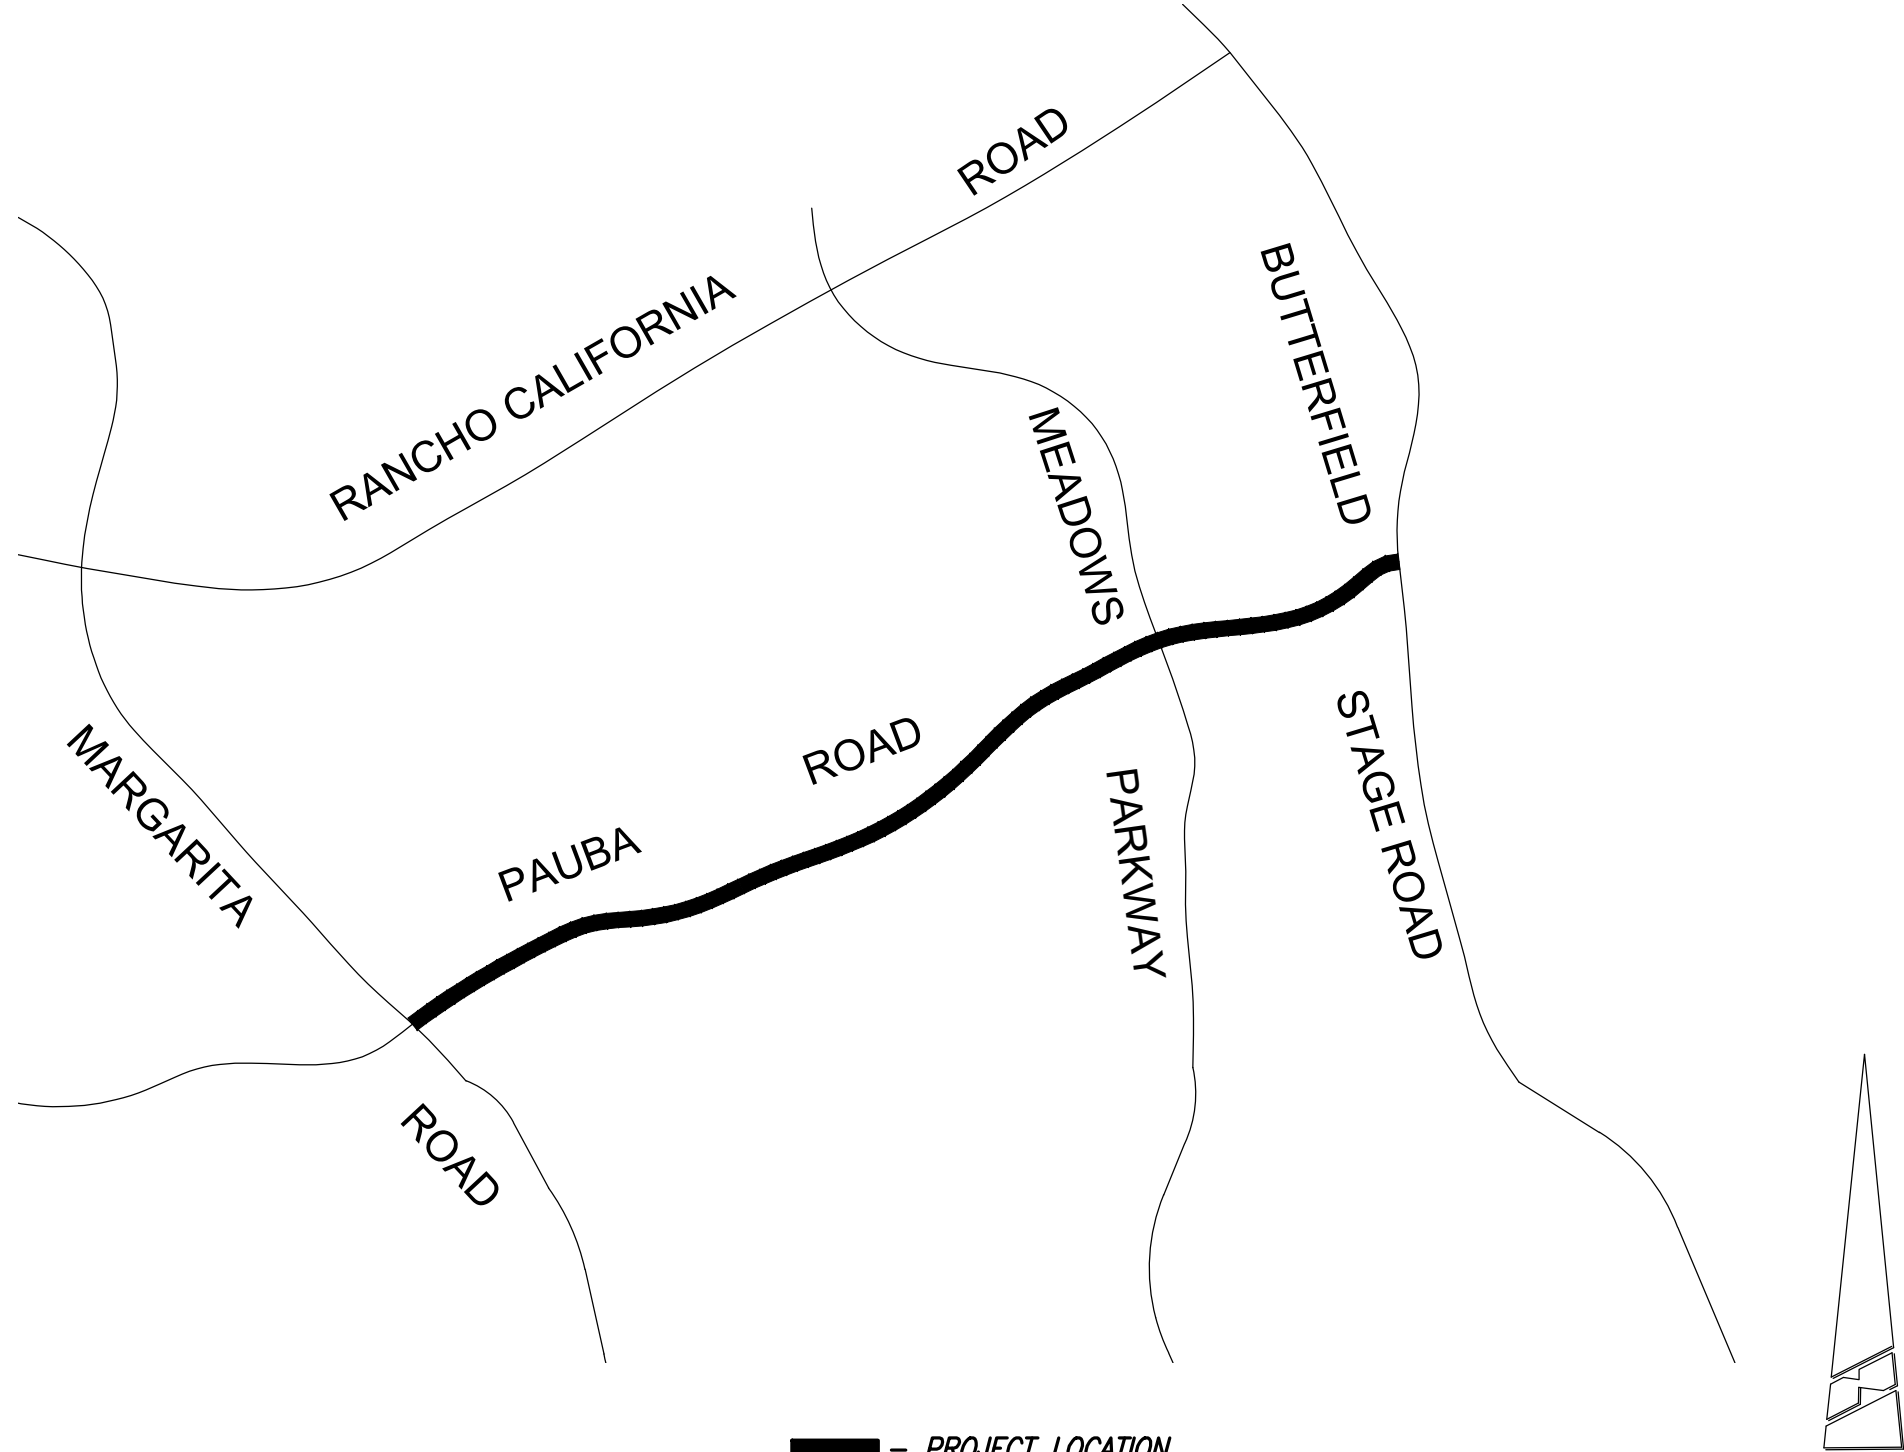 RANCHO CALIFORNIA ROAD
BUTTERFIELD STAGE ROAD
MEADOWS PARKWAY
PAUBA ROAD
MARGARITA ROAD
- PROJECT LOCATION